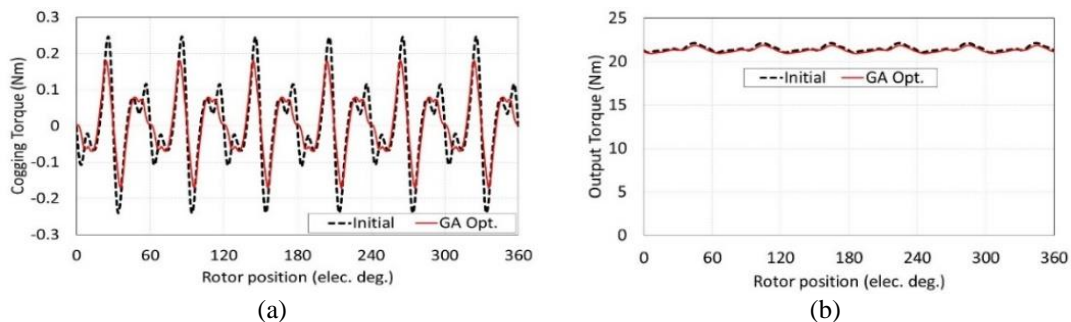 0.3
0.2
0.1
0
-0.1
-0.2
-0.3
Cogging Torque (Nm)
Initial GA Opt.
0 60 120 180 240 300 360
Rotor position (elec. deg.)
(a)
25
20
15
10
5
0
Output Torque (Nm)
Initial GA Opt.
0 60 120 180 240 300 360
Rotor position (elec. deg.)
(b)